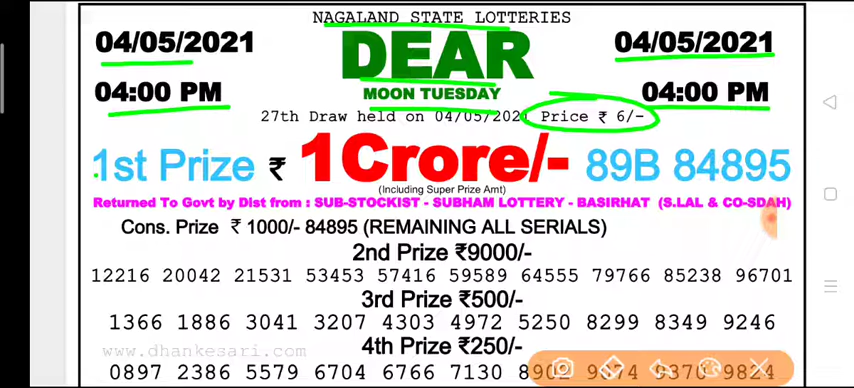 NAGALAND STATE LOTTERIES
04/05/2021 DEAR 04/05/2021
04:00 PM MOON TUESDAY 04:00 PM
27th Draw held on 04/05/2021 Price ₹ 6/-
1st Prize ₹ 1Crore/- 89B 84895
(Including Super Prize Amt)
Returned To Govt by Dist from : SUB-STOCKIST - SUBHAM LOTTERY - BASIRHAT (S.LAL & CO-SDAH)
Cons. Prize ₹ 1000/- 84895 (REMAINING ALL SERIALS)
2nd Prize ₹9000/-
12216 20042 21531 53453 57416 59589 64555 79766 85238 96701
3rd Prize ₹500/-
1366 1886 3041 3207 4303 4972 5250 8299 8349 9246
4th Prize ₹250/-
www.dhankesari.com
0897 2386 5579 6704 6766 7130 8902 9370 9824